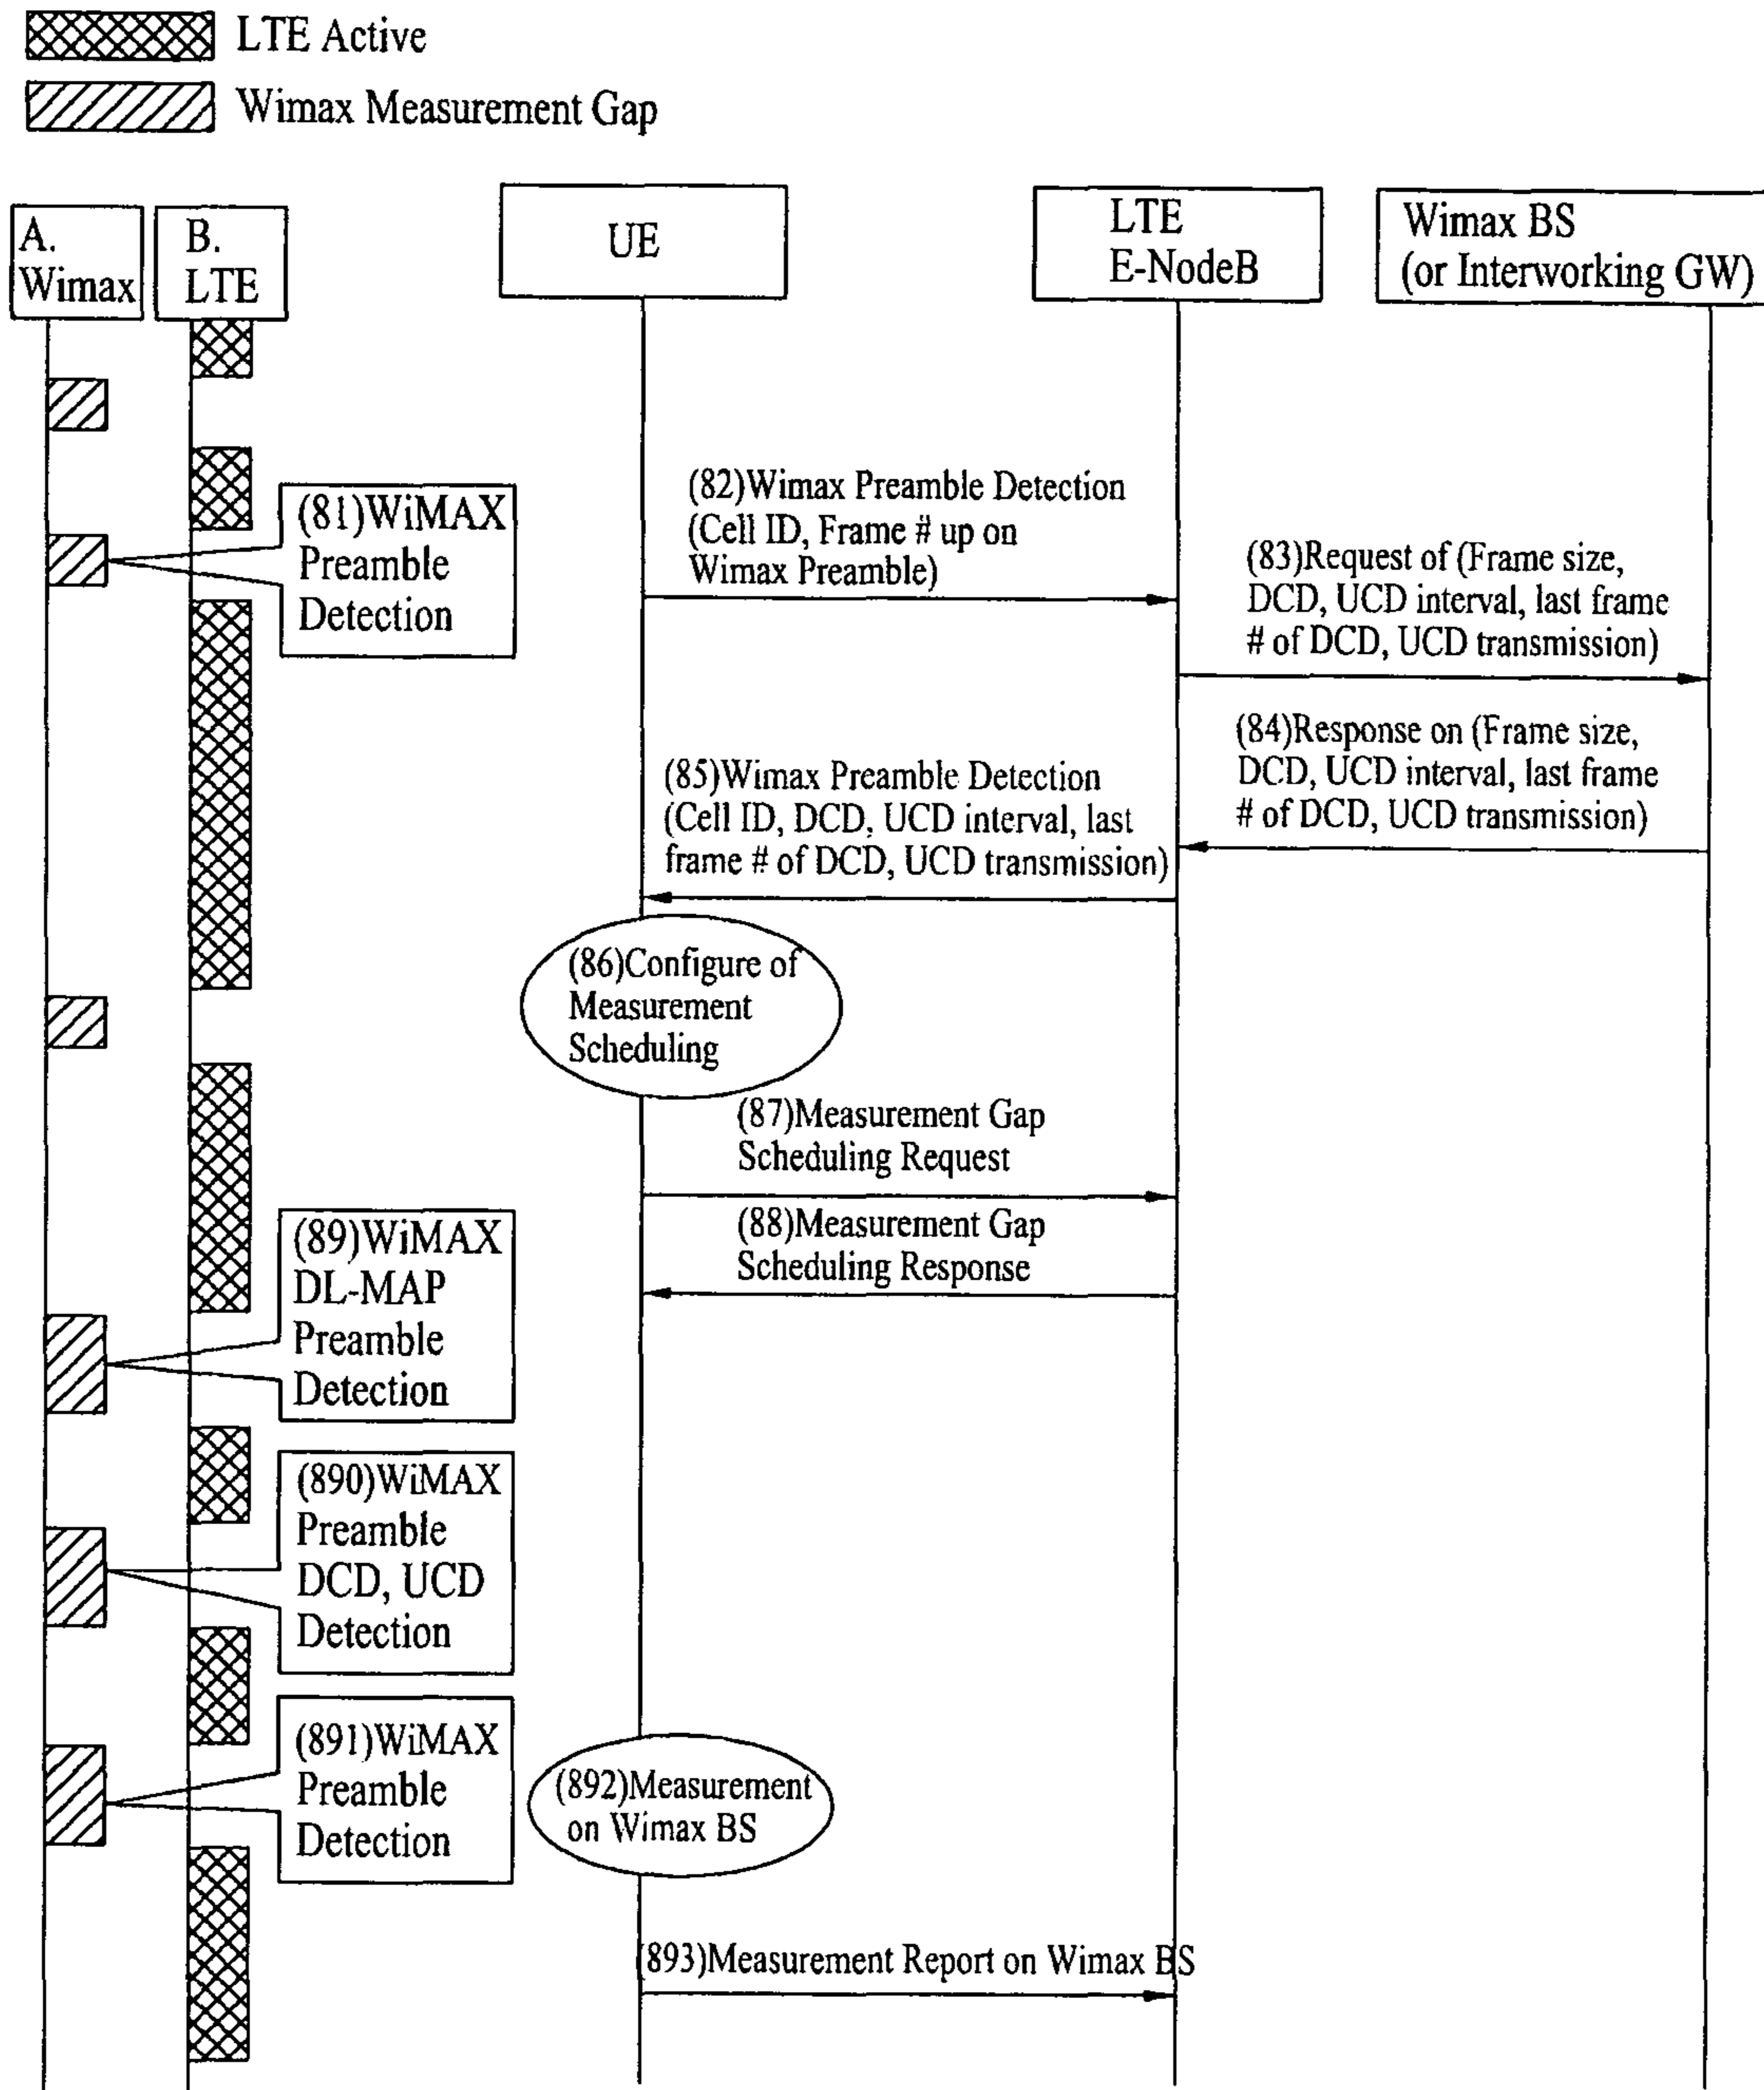 LTE Active
Wimax Measurement Gap
A.
Wimax
B.
LTE
UE
LTE
E-NodeB
Wimax BS
(or Interworking GW)
(81)WiMAX
Preamble
Detection
(82)Wimax Preamble Detection
(Cell ID, Frame # up on
Wimax Preamble)
(83)Request of (Frame size,
DCD, UCD interval, last frame
# of DCD, UCD transmission)
(84)Response on (Frame size,
DCD, UCD interval, last frame
# of DCD, UCD transmission)
(85)Wimax Preamble Detection
(Cell ID, DCD, UCD interval, last
frame # of DCD, UCD transmission)
(86)Configure of
Measurement
Scheduling
(87)Measurement Gap
Scheduling Request
(88)Measurement Gap
Scheduling Response
(89)WiMAX
DL-MAP
Preamble
Detection
(890)WiMAX
Preamble
DCD, UCD
Detection
(891)WiMAX
Preamble
Detection
(892)Measurement
on Wimax BS
(893)Measurement Report on Wimax BS